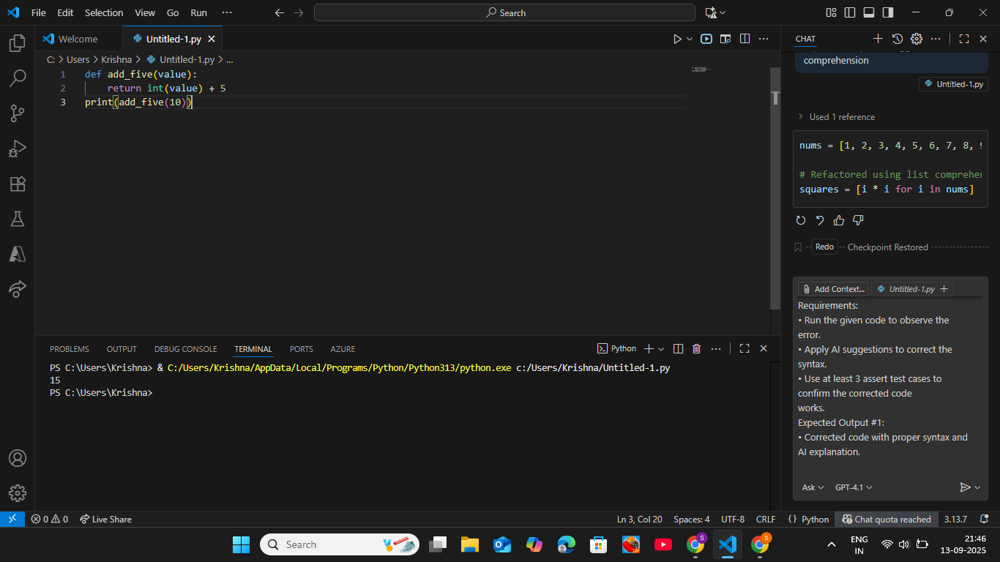 File Edit Selection View Go Run ···
Search
Welcome
Untitled-1.py
C: > Users > Krishna > Untitled-1.py > ...
1 def add_five(value):
2     return int(value) + 5
3 print(add_five(10))
PROBLEMS OUTPUT DEBUG CONSOLE TERMINAL PORTS AZURE
Python
PS C:\Users\Krishna> & C:/Users/Krishna/AppData/Local/Programs/Python/Python313/python.exe c:/Users/Krishna/Untitled-1.py
15
PS C:\Users\Krishna>
CHAT
comprehension
Untitled-1.py
> Used 1 reference
nums = [1, 2, 3, 4, 5, 6, 7, 8,
# Refactored using list
squares = [i * i for i in nums]
Redo Checkpoint Restored
Add Context... Untitled-1.py +
Requirements:
• Run the given code to observe the
error.
• Apply AI suggestions to correct the
syntax.
• Use at least 3 assert test cases to
confirm the corrected code
works.
Expected Output #1:
• Corrected code with proper syntax and
AI explanation.
Ask GPT-4.1
0 0 Live Share
Ln 3, Col 20 Spaces: 4 UTF-8 CRLF {} Python Chat quota reached 3.13.7
Search
S
S
ENG
IN
21:46
13-09-2025